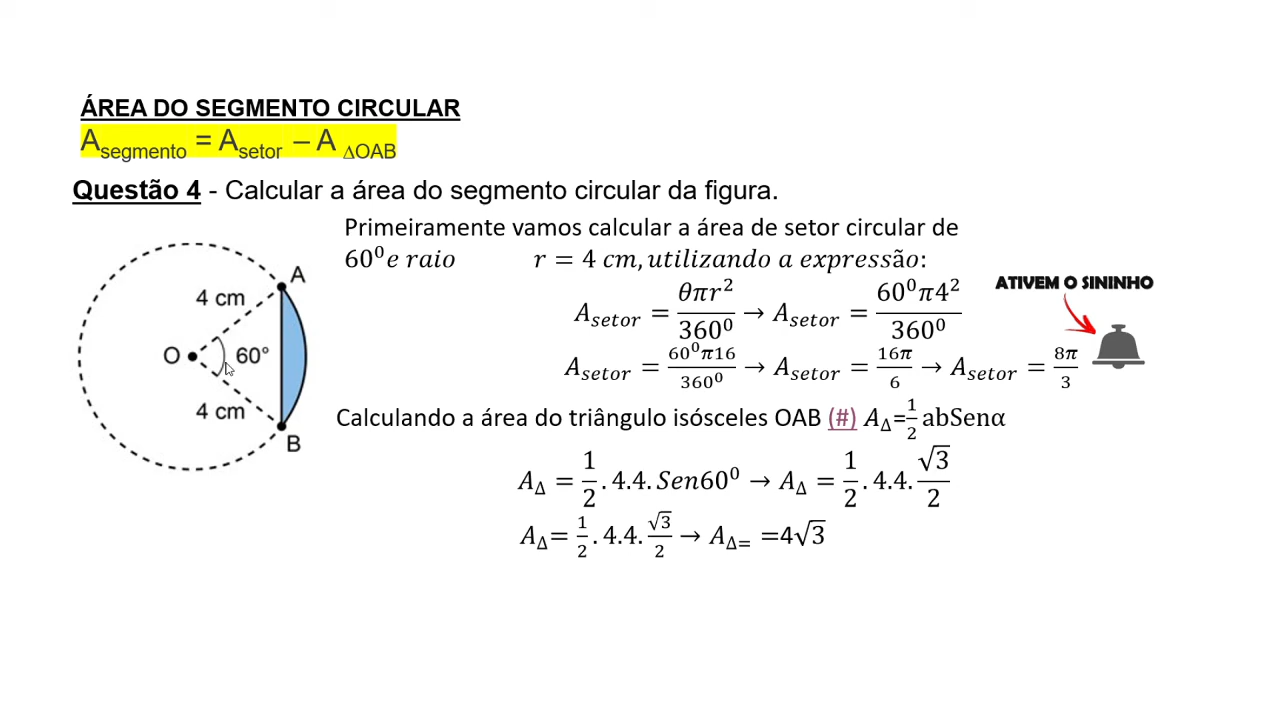 ÁREA DO SEGMENTO CIRCULAR
A_segmento = A_setor – A_∆OAB
Questão 4 - Calcular a área do segmento circular da figura.
Primeiramente vamos calcular a área de setor circular de
60⁰ e raio r = 4 cm, utilizando a expressão:
A_setor = θπr²/360⁰ → A_setor = 60⁰π4²/360⁰
A_setor = 60⁰π16/360⁰ → A_setor = 16π/6 → A_setor = 8π/3
Calculando a área do triângulo isósceles OAB (#) A_Δ=1/2 abSenα
A_Δ = 1/2 . 4.4. Sen60⁰ → A_Δ = 1/2 . 4.4. √3/2
A_Δ= 1/2 . 4.4. √3/2 → A_Δ= =4√3
A
4 cm
O
60°
4 cm
B
ATIVEM O SININHO